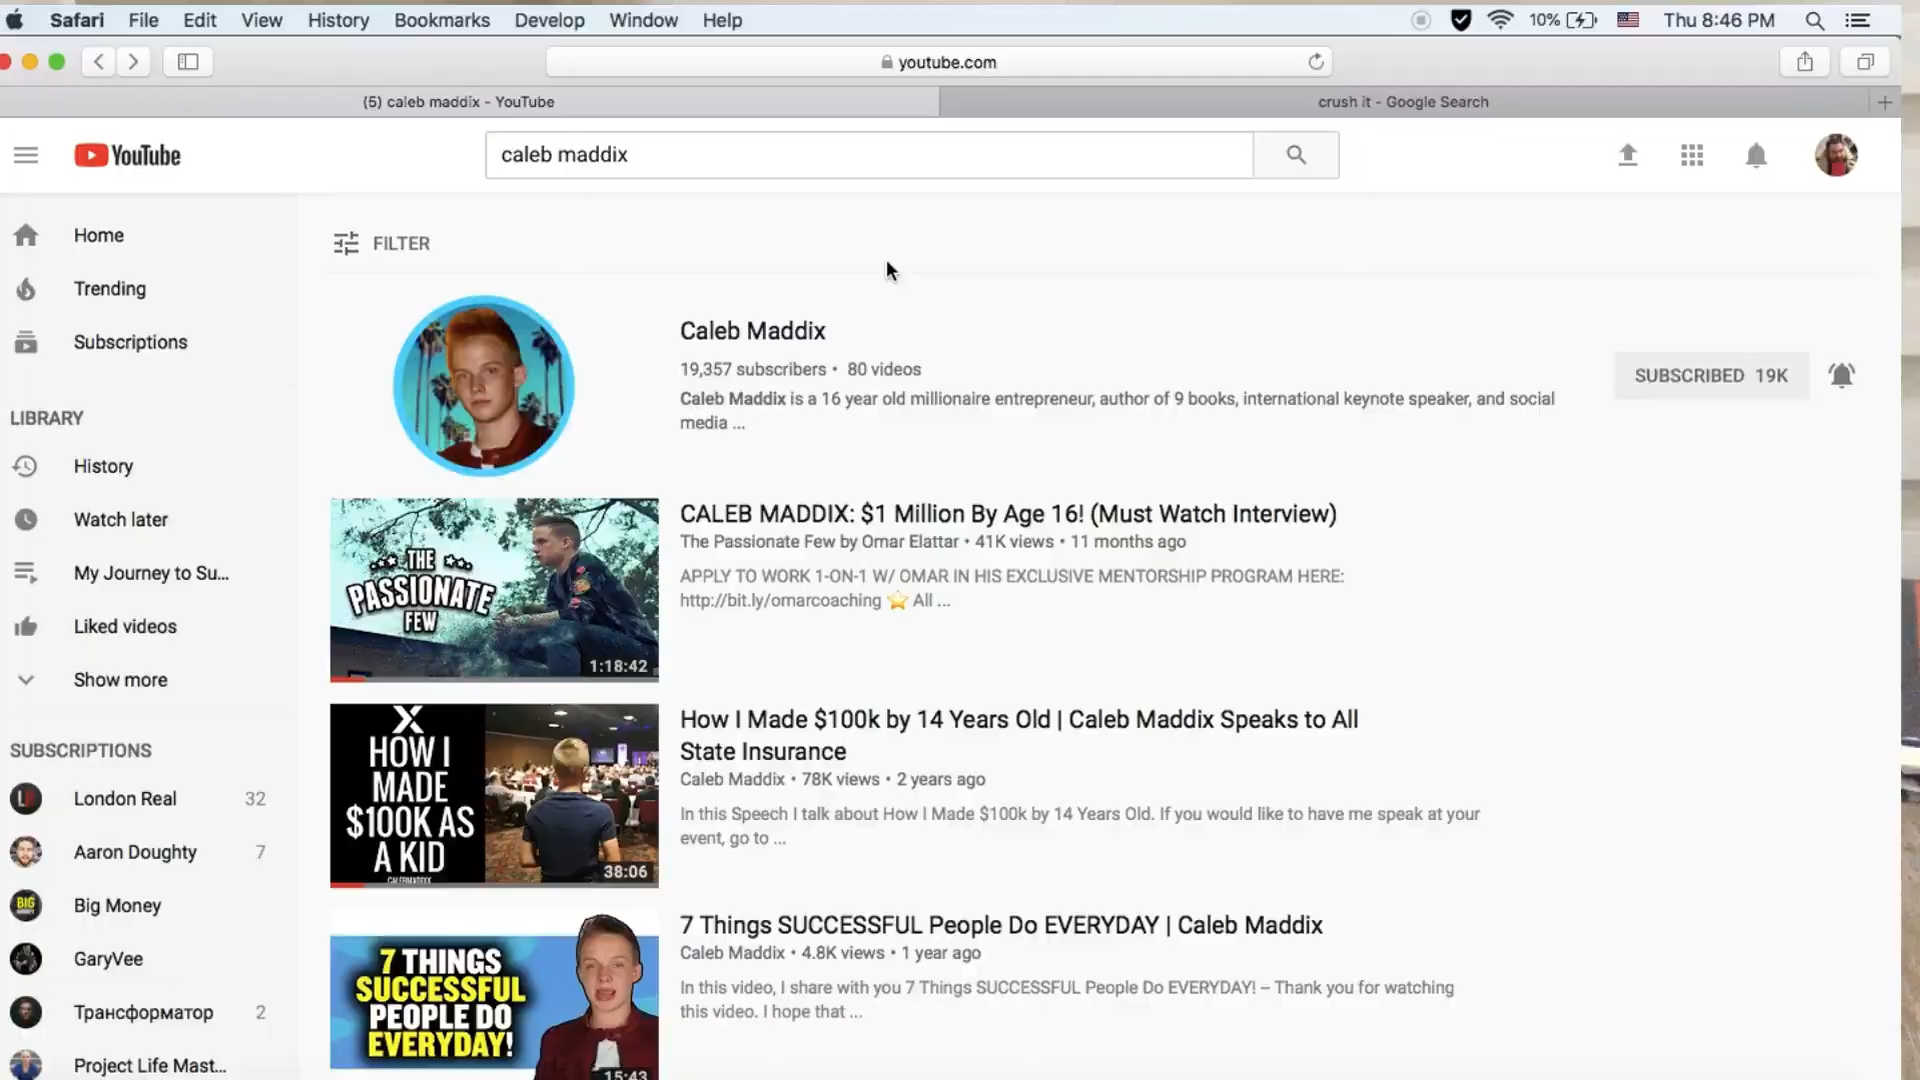 Safari File Edit View History Bookmarks Develop Window Help 10% Thu 8:46 PM
youtube.com
(5) caleb maddix - YouTube crush it - Google Search
YouTube caleb maddix
Home
Trending
Subscriptions
LIBRARY
History
Watch later
My Journey to Su...
Liked videos
Show more
SUBSCRIPTIONS
London Real 32
Aaron Doughty 7
BIG
Big Money
GaryVee
Трансформатор 2
Project Life Mast...
FILTER
Caleb Maddix
19,357 subscribers • 80 videos
Caleb Maddix is a 16 year old millionaire entrepreneur, author of 9 books, international keynote speaker, and social
media ...
SUBSCRIBED 19K
THE
PASSIONATE
FEW
1:18:42
CALEB MADDIX: $1 Million By Age 16! (Must Watch Interview)
The Passionate Few by Omar Elattar • 41K views • 11 months ago
APPLY TO WORK 1-ON-1 W/ OMAR IN HIS EXCLUSIVE MENTORSHIP PROGRAM HERE:
http://bit.ly/omarcoaching ⭐ All ...
X
HOW I
MADE
$100K AS
A KID
38:06
How I Made $100k by 14 Years Old | Caleb Maddix Speaks to All
State Insurance
Caleb Maddix • 78K views • 2 years ago
In this Speech I talk about How I Made $100k by 14 Years Old. If you would like to have me speak at your
event, go to ...
7 THINGS
SUCCESSFUL
PEOPLE DO
EVERYDAY!
15:43
7 Things SUCCESSFUL People Do EVERYDAY | Caleb Maddix
Caleb Maddix • 4.8K views • 1 year ago
In this video, I share with you 7 Things SUCCESSFUL People Do EVERYDAY! – Thank you for watching
this video. I hope that ...